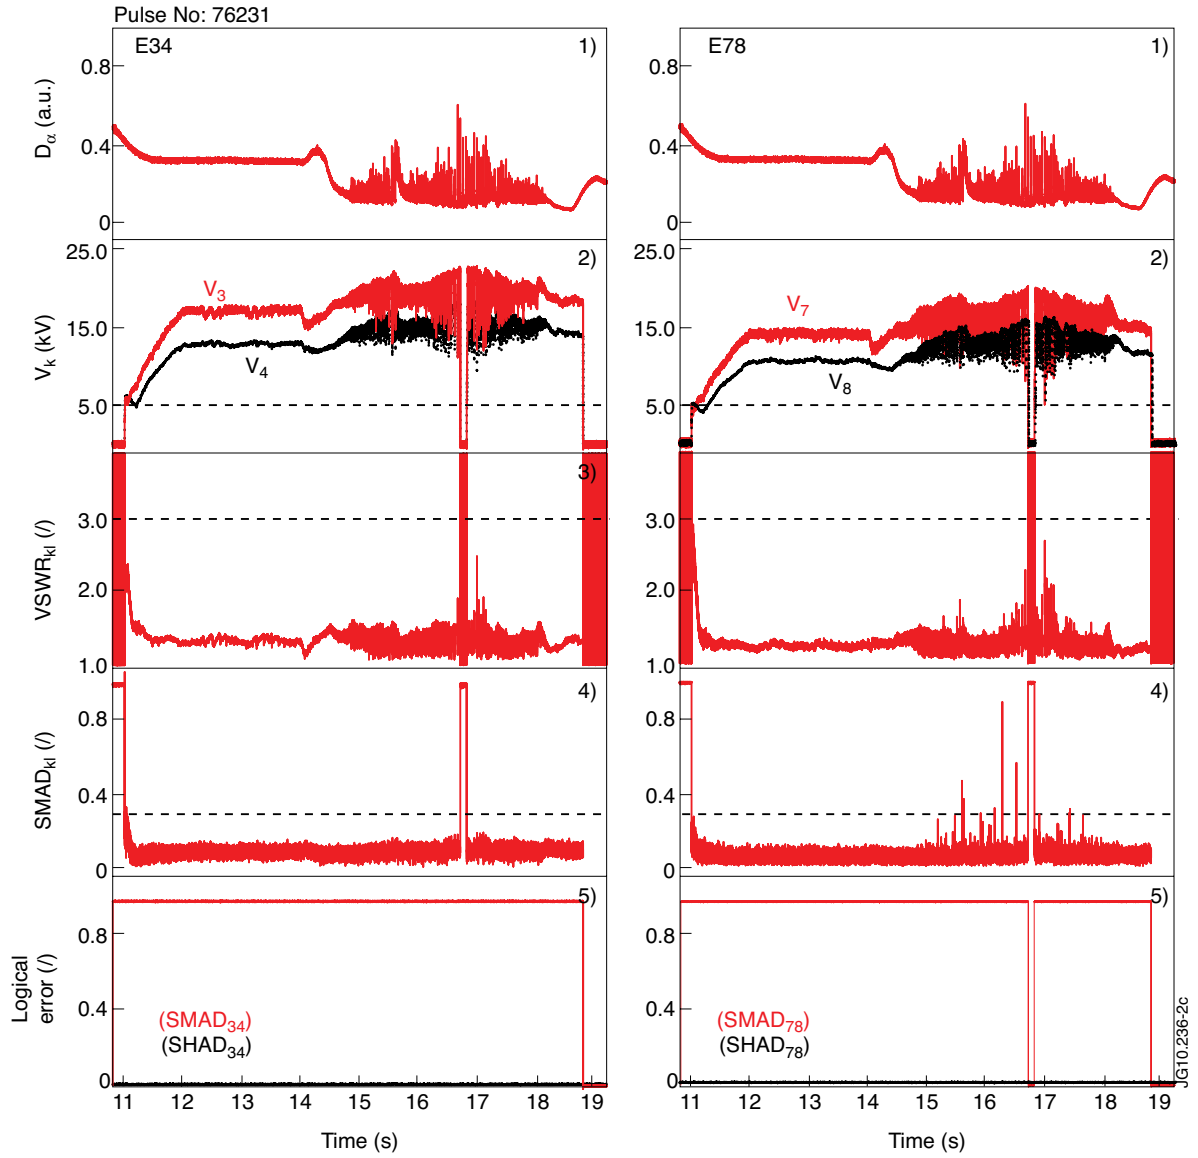 Pulse No: 76231
E34
1)
E78
1)
Dα (a.u.)
0.8
0.4
0
0.8
0.4
0
2)
2)
Vk (kV)
25.0
15.0
5.0
V3
V4
25.0
15.0
5.0
V7
V8
3)
VSWRkl (/)
3.0
2.0
1.0
3.0
2.0
1.0
4)
4)
SMADkl (/)
0.8
0.4
0
0.8
0.4
0
5)
5)
Logical
error (/)
0.8
0.4
0
(SMAD34)
(SHAD34)
0.8
0.4
0
(SMAD78)
(SHAD78)
11 12 13 14 15 16 17 18 19
11 12 13 14 15 16 17 18 19
Time (s)
Time (s)
JG10.236-2c